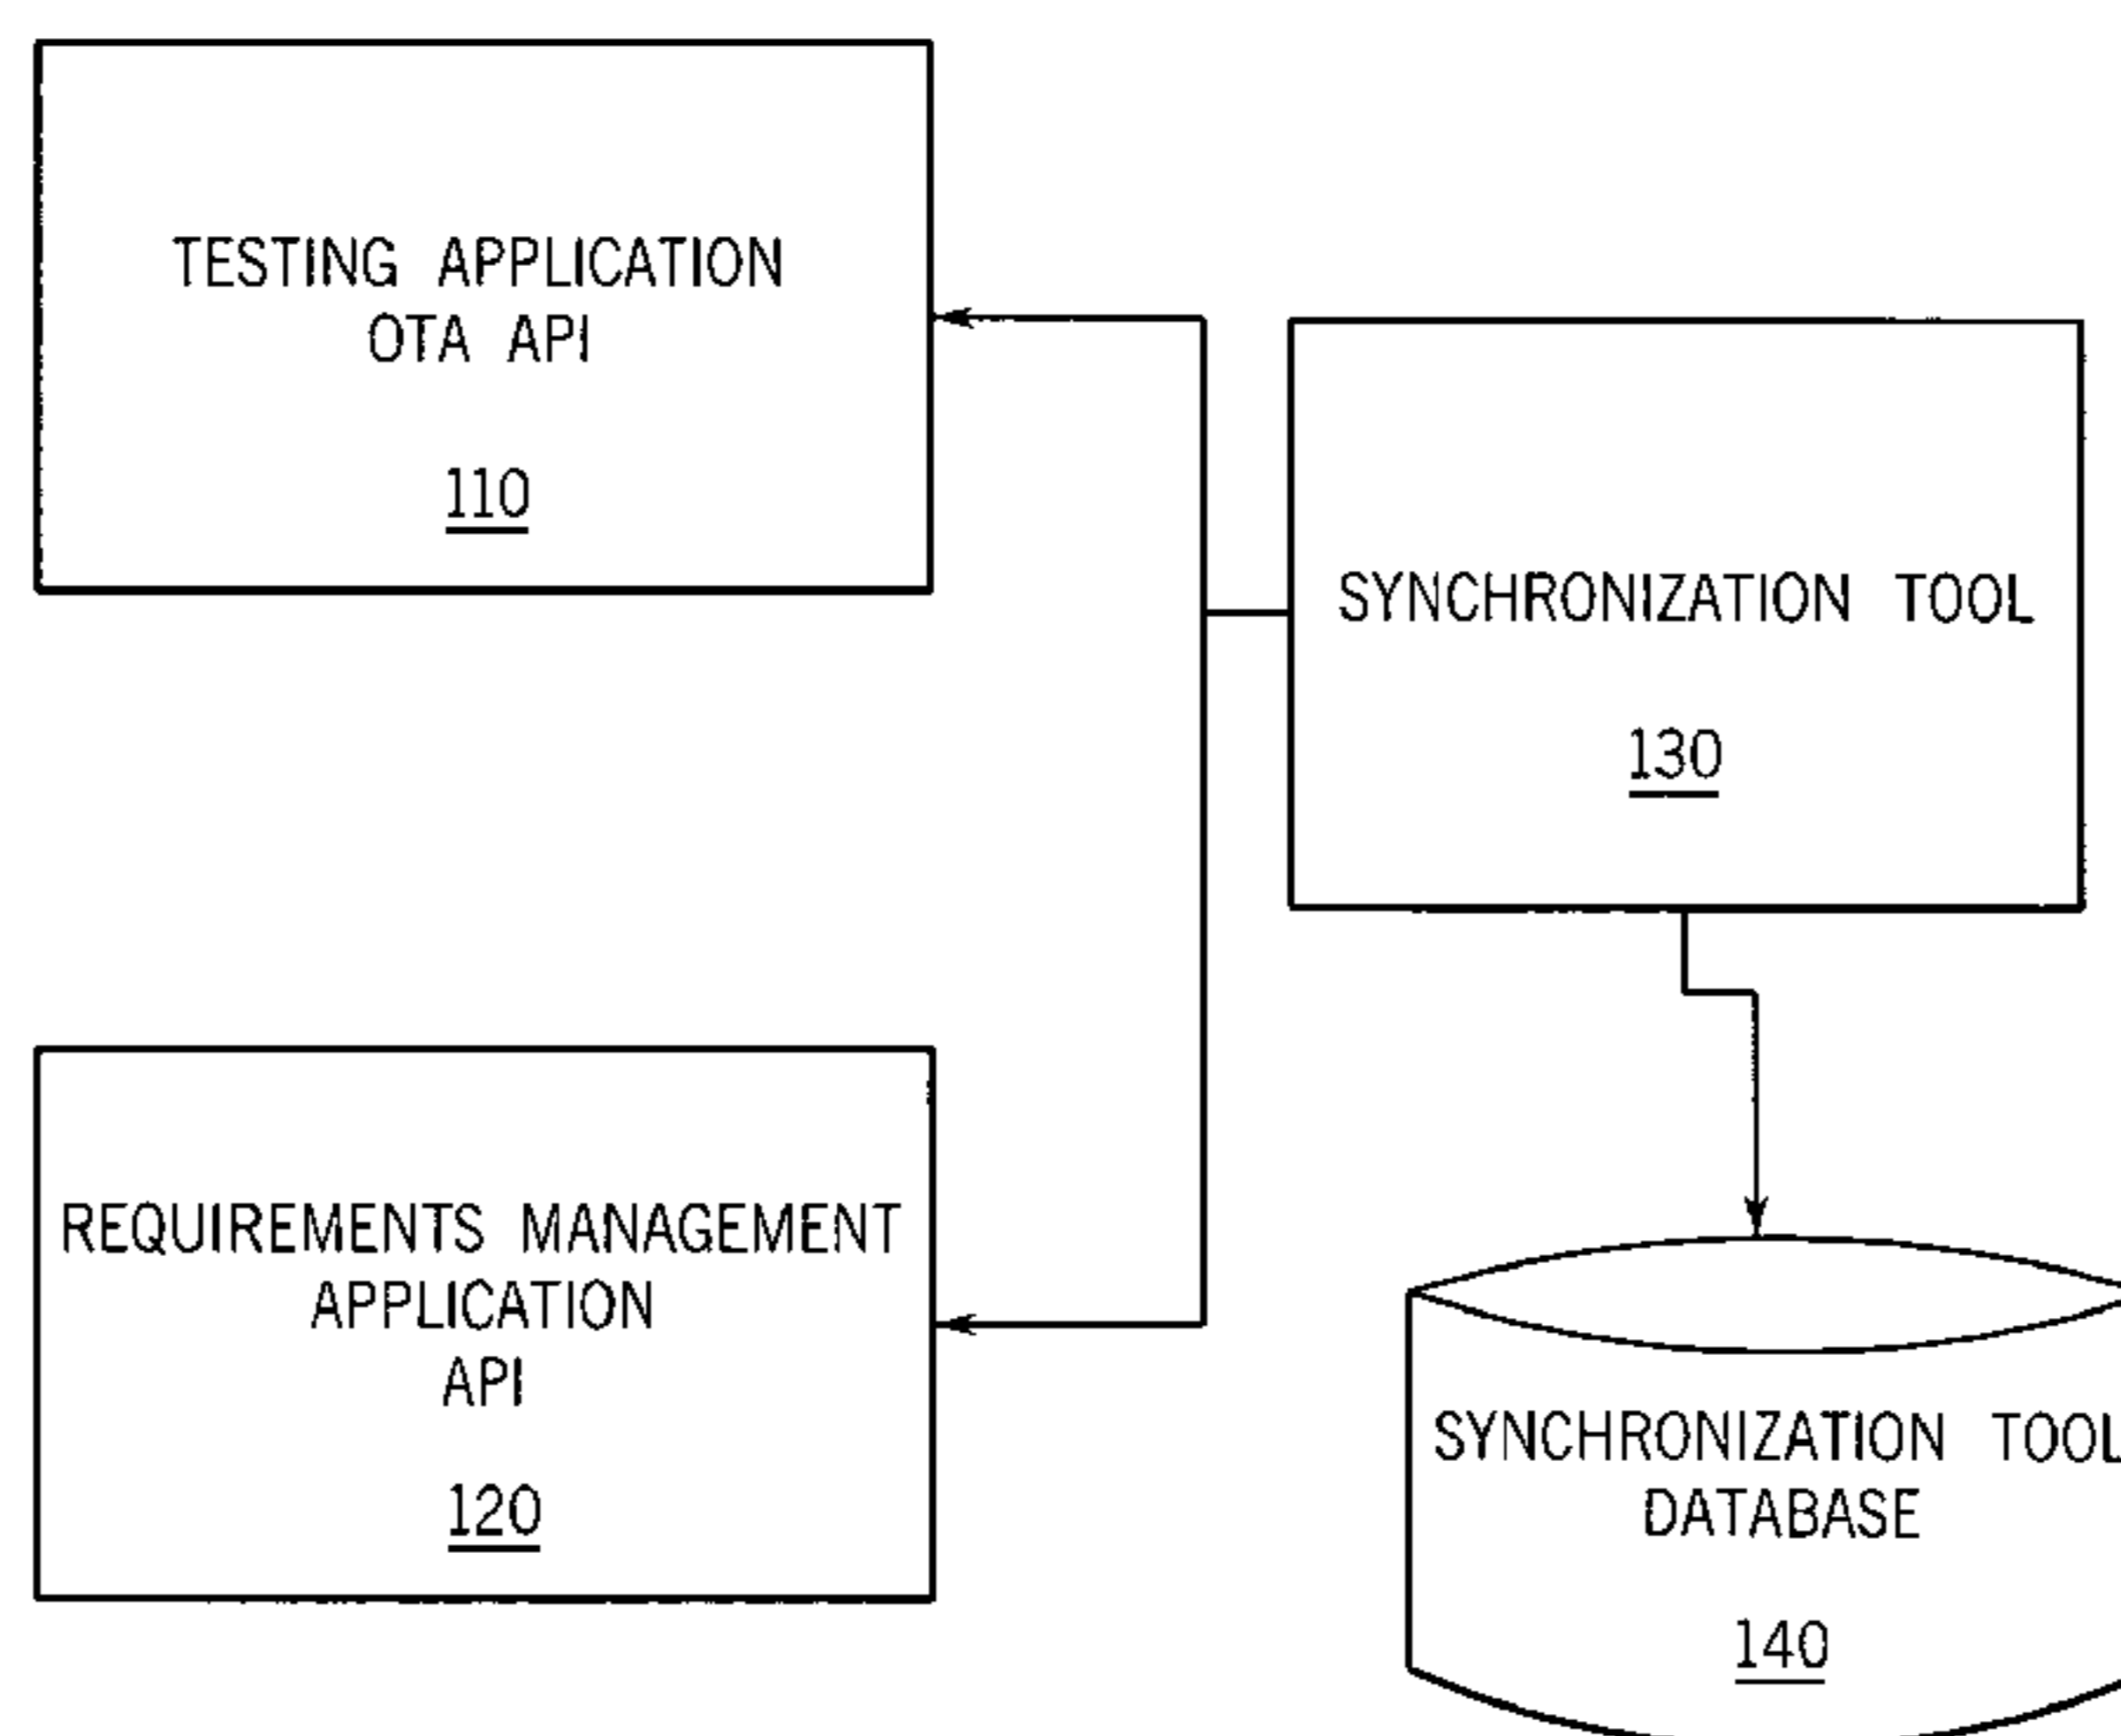 TESTING APPLICATION
OTA API
110
SYNCHRONIZATION TOOL
130
REQUIREMENTS MANAGEMENT
APPLICATION
API
120
SYNCHRONIZATION TOOL
DATABASE
140